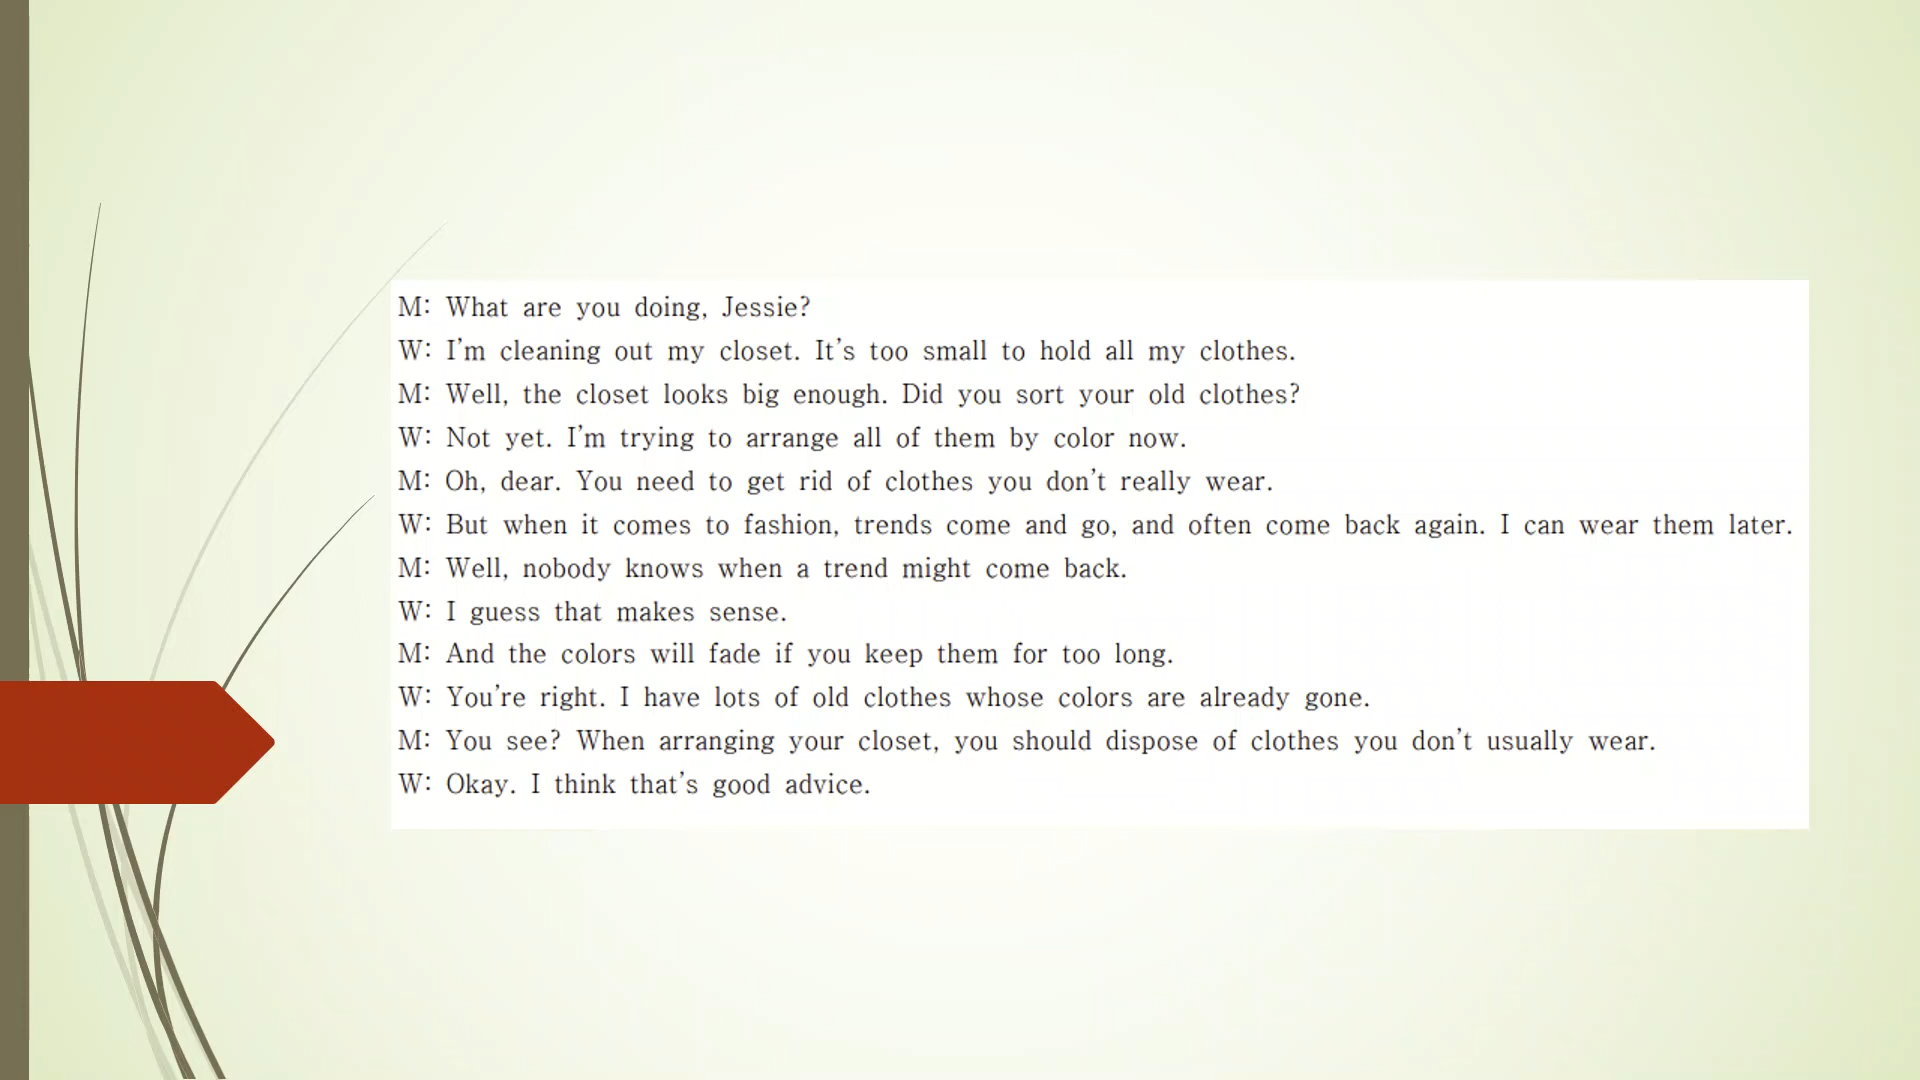 M: What are you doing, Jessie?
W: I'm cleaning out my closet. It's too small to hold all my clothes.
M: Well, the closet looks big enough. Did you sort your old clothes?
W: Not yet. I'm trying to arrange all of them by color now.
M: Oh, dear. You need to get rid of clothes you don't really wear.
W: But when it comes to fashion, trends come and go, and often come back again. I can wear them later.
M: Well, nobody knows when a trend might come back.
W: I guess that makes sense.
M: And the colors will fade if you keep them for too long.
W: You're right. I have lots of old clothes whose colors are already gone.
M: You see? When arranging your closet, you should dispose of clothes you don't usually wear.
W: Okay. I think that's good advice.